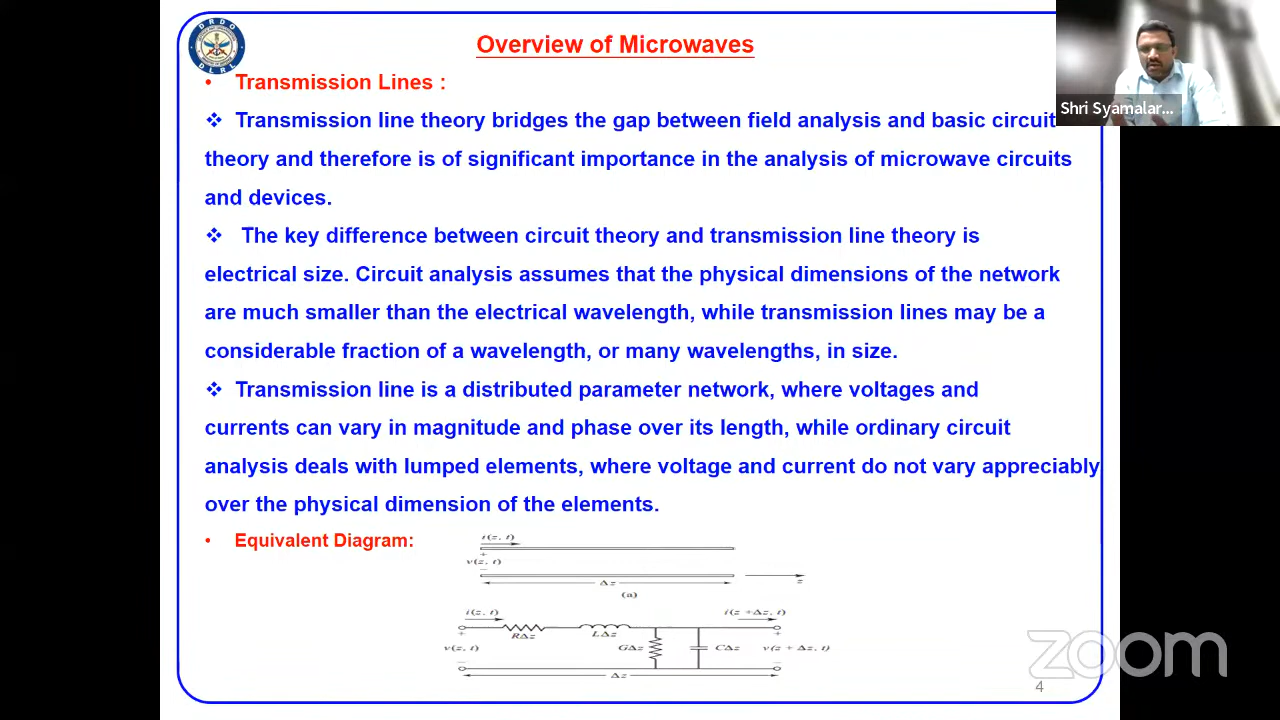 DRDO
DLRL
Overview of Microwaves
Shri Syamalar...
• Transmission Lines :
❖ Transmission line theory bridges the gap between field analysis and basic circuit
theory and therefore is of significant importance in the analysis of microwave circuits
and devices.
❖ The key difference between circuit theory and transmission line theory is
electrical size. Circuit analysis assumes that the physical dimensions of the network
are much smaller than the electrical wavelength, while transmission lines may be a
considerable fraction of a wavelength, or many wavelengths, in size.
❖ Transmission line is a distributed parameter network, where voltages and
currents can vary in magnitude and phase over its length, while ordinary circuit
analysis deals with lumped elements, where voltage and current do not vary appreciably
over the physical dimension of the elements.
• Equivalent Diagram:
i(z, t)
+
v(z, t)
−
Δz
z
(a)
i(z, t)
i(z + Δz, t)
+
RΔz
LΔz
+
v(z, t)
GΔz
CΔz
v(z + Δz, t)
−
−
Δz
zoom
4